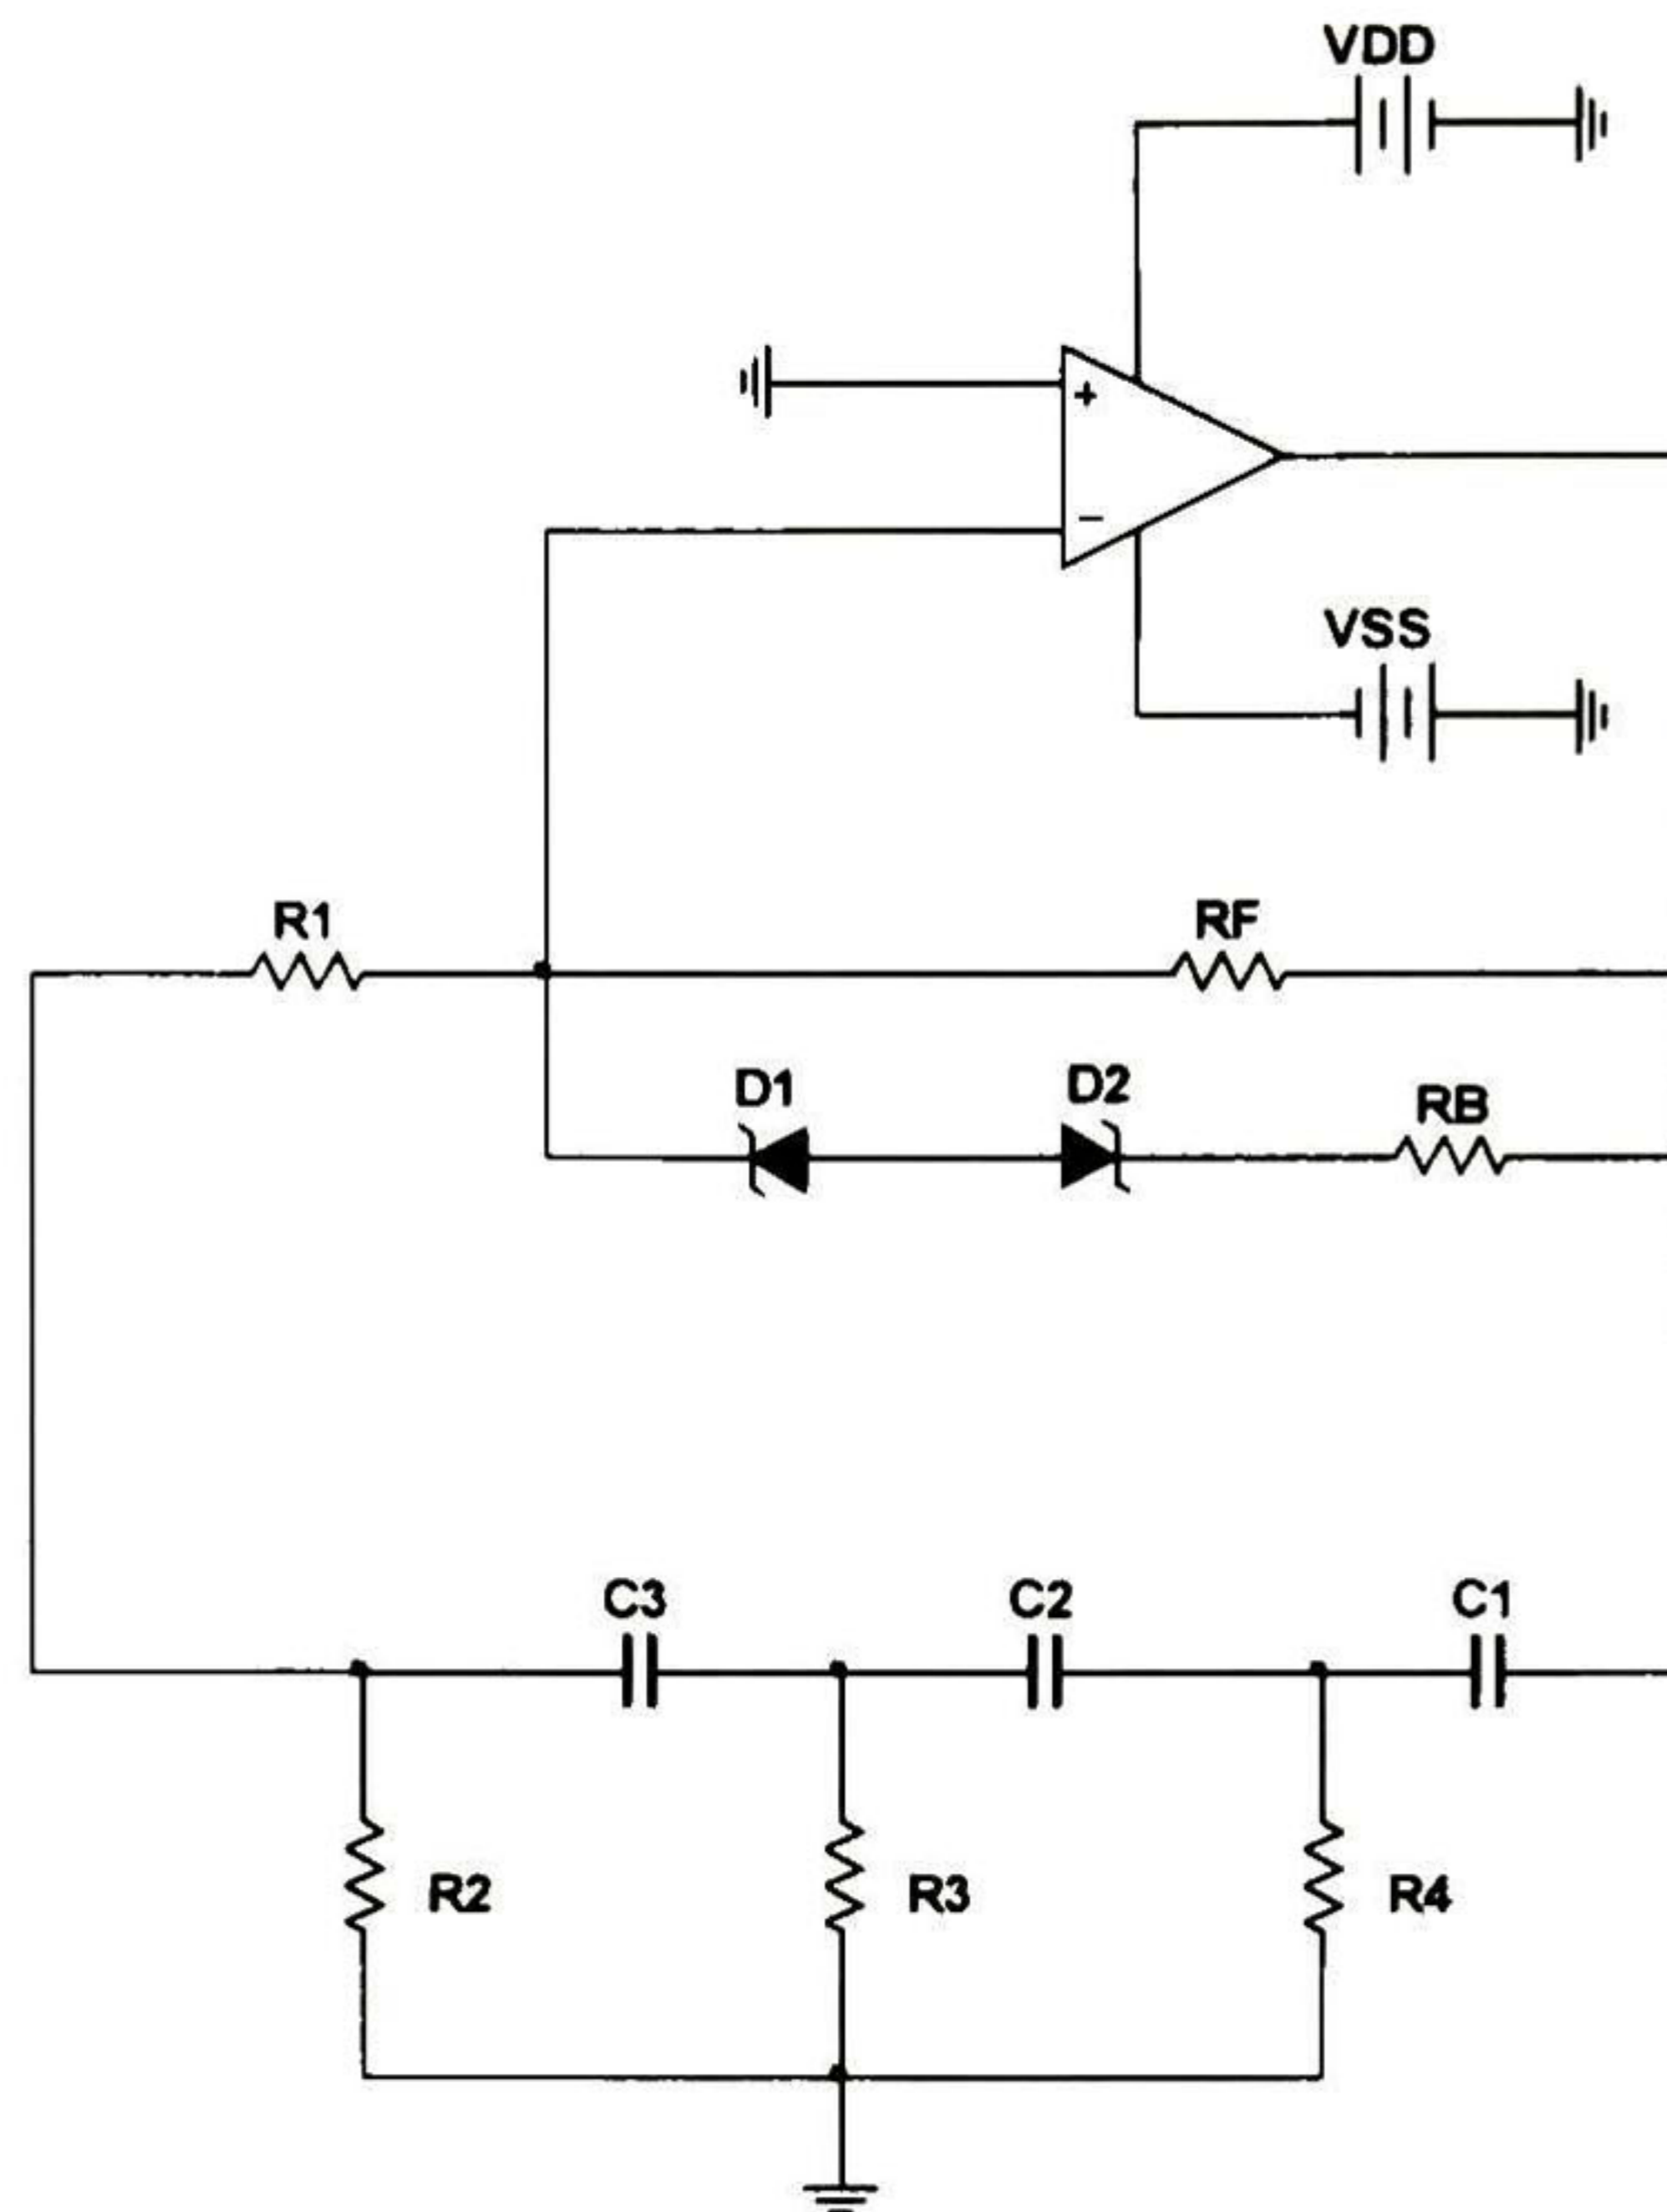 VDD
+
−
VSS
R1
RF
D1
D2
RB
C3
C2
C1
R2
R3
R4